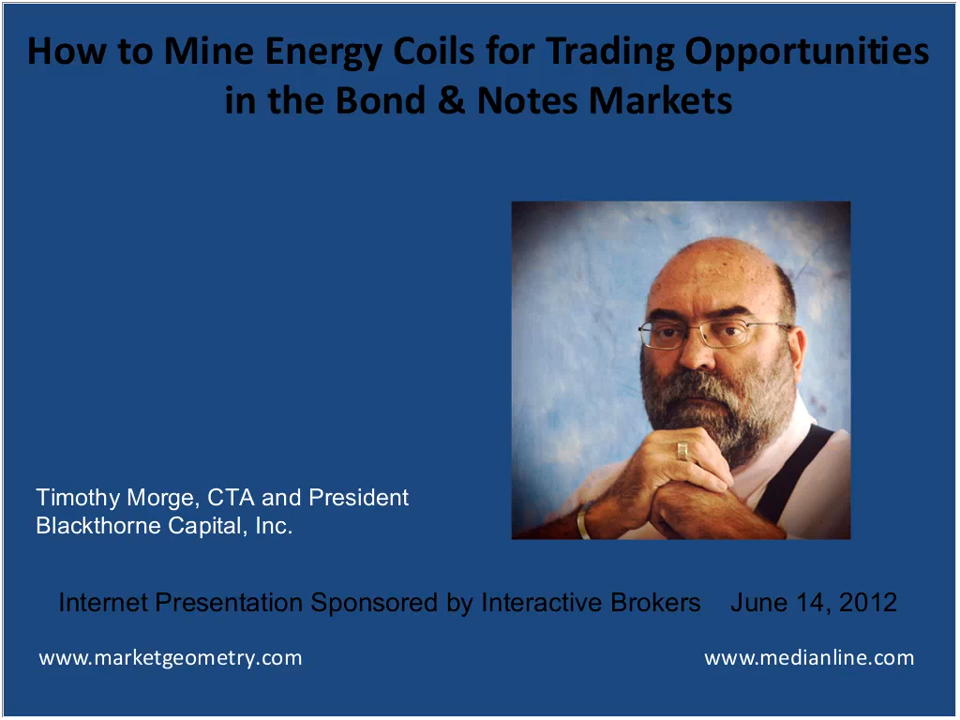 How to Mine Energy Coils for Trading Opportunities
in the Bond & Notes Markets
Timothy Morge, CTA and President
Blackthorne Capital, Inc.
Internet Presentation Sponsored by Interactive Brokers June 14, 2012
www.marketgeometry.com
www.medianline.com